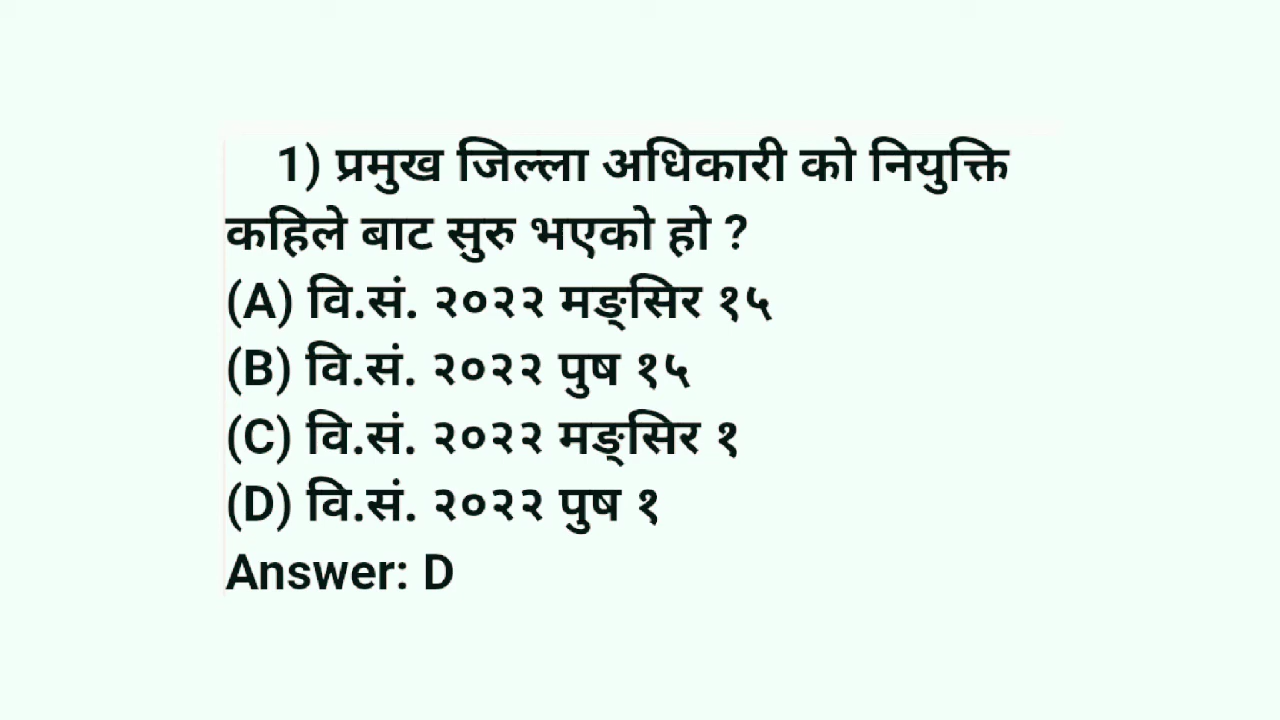 1) प्रमुख जिल्ला अधिकारी को नियुक्ति
कहिले बाट सुरु भएको हो ?
(A) वि.सं. २०२२ मङ्सिर १५
(B) वि.सं. २०२२ पुष १५
(C) वि.सं. २०२२ मङ्सिर १
(D) वि.सं. २०२२ पुष १
Answer: D